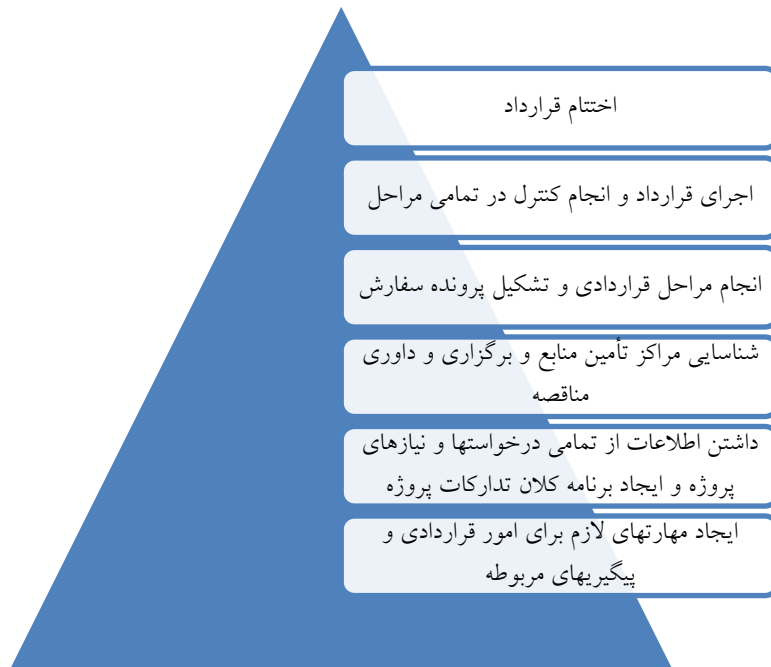 اختتام قرارداد
اجرای قرارداد و انجام کنترل در تمامی مراحل
انجام مراحل قراردادی و تشکیل پرونده سفارش
شناسایی مراکز تأمین منابع و برگزاری و داوری
مناقصه
داشتن اطلاعات از تمامی درخواستها و نیازهای
پروژه و ایجاد برنامه کلان تدارکات پروژه
ایجاد مهارتهای لازم برای امور قراردادی و
پیگیریهای مربوطه